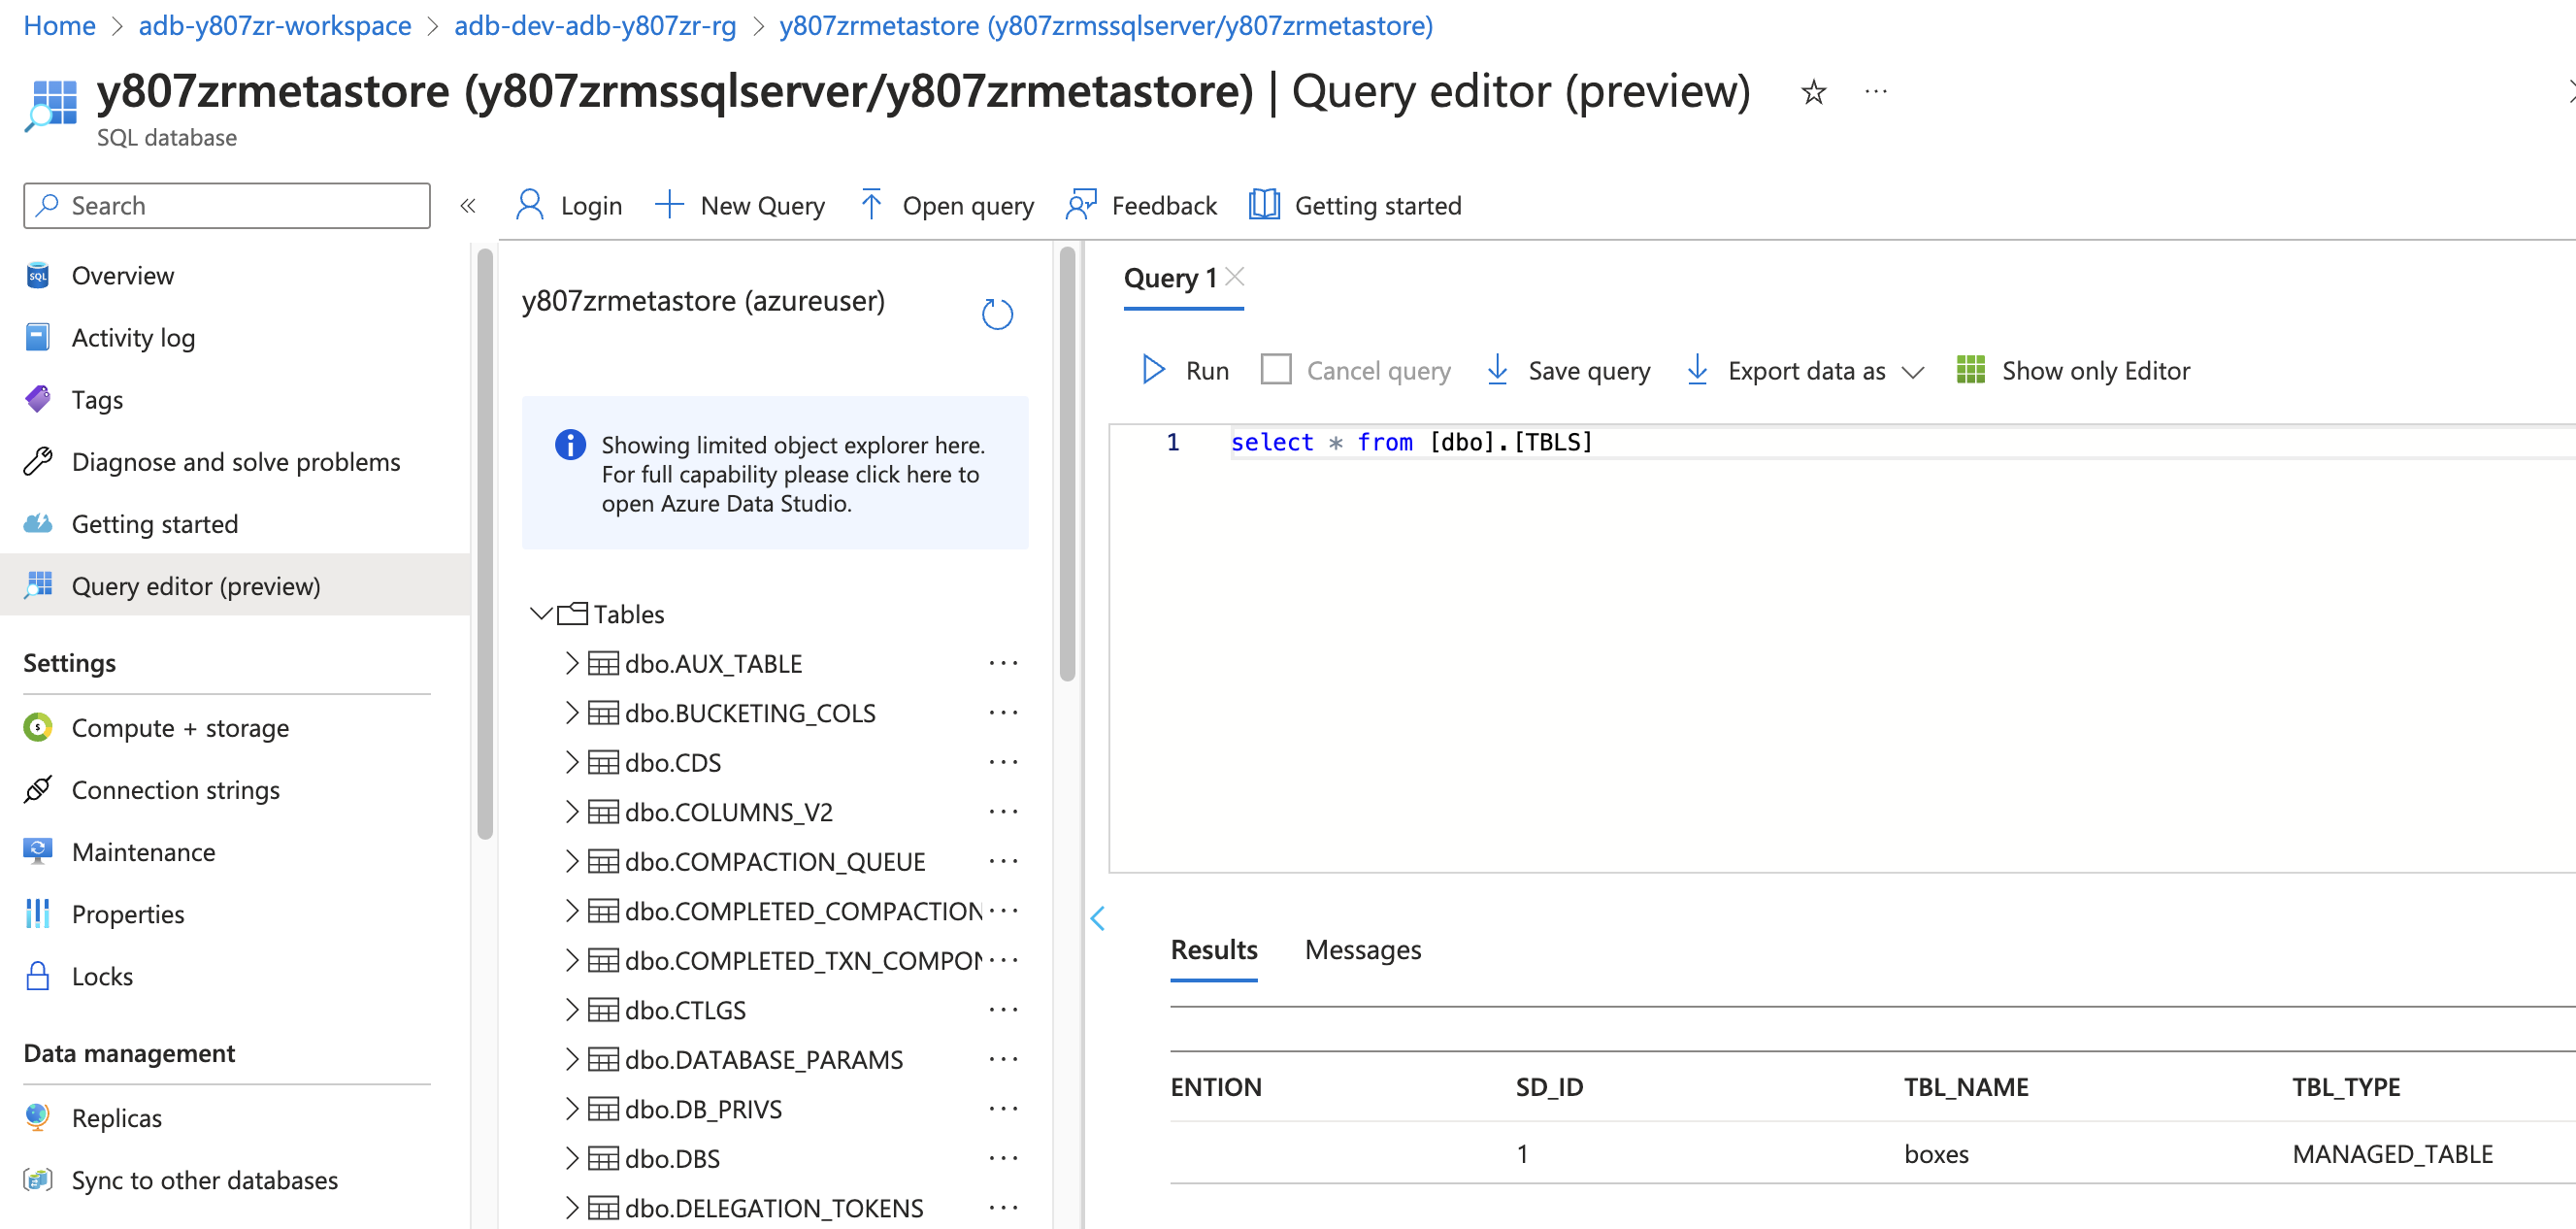 Home > adb-y807zr-workspace > adb-dev-adb-y807zr-rg > y807zrmetastore (y807zrmssqlserver/y807zrmetastore)
y807zrmetastore (y807zrmssqlserver/y807zrmetastore) | Query editor (preview) ☆ ···
SQL database
Search
«
Overview
Activity log
Tags
Diagnose and solve problems
Getting started
Query editor (preview)
Settings
Compute + storage
Connection strings
Maintenance
Properties
Locks
Data management
Replicas
Sync to other databases
Login
New Query
Open query
Feedback
Getting started
y807zrmetastore (azureuser)
Showing limited object explorer here.
For full capability please click here to
open Azure Data Studio.
Tables
dbo.AUX_TABLE ···
dbo.BUCKETING_COLS ···
dbo.CDS ···
dbo.COLUMNS_V2 ···
dbo.COMPACTION_QUEUE ···
dbo.COMPLETED_COMPACTION ···
dbo.COMPLETED_TXN_COMPON ···
dbo.CTLGS ···
dbo.DATABASE_PARAMS ···
dbo.DB_PRIVS ···
dbo.DBS ···
dbo.DELEGATION_TOKENS ···
Query 1
Run
Cancel query
Save query
Export data as
Show only Editor
1 select * from [dbo].[TBLS]
Results Messages
ENTION SD_ID TBL_NAME TBL_TYPE
1 boxes MANAGED_TABLE